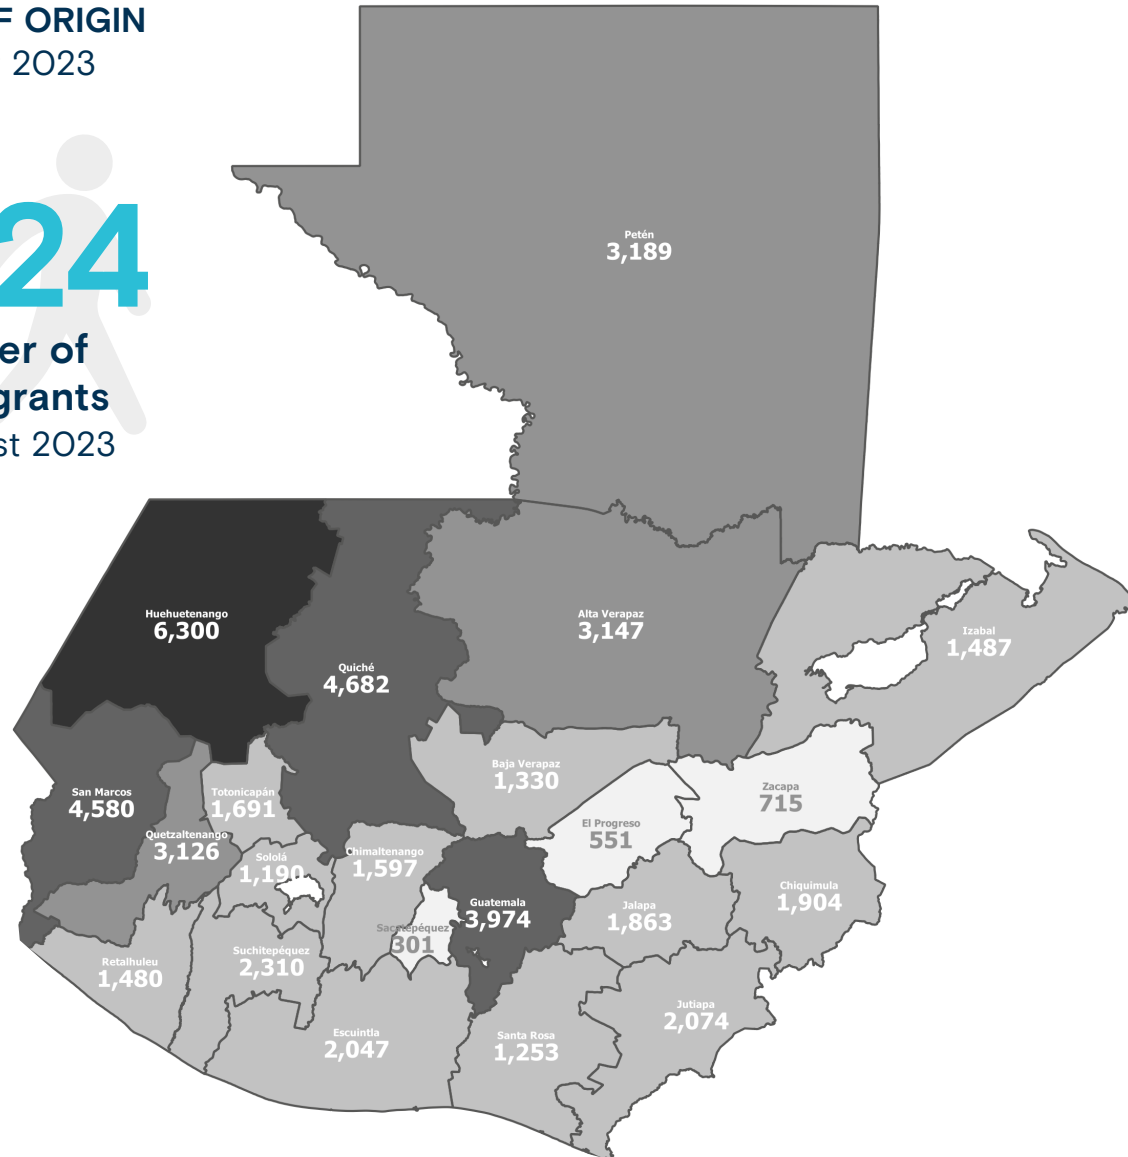 F ORIGIN
2023
24
er of
grants
st 2023
Petén
3,189
Huehuetenango
6,300
Alta Verapaz
3,147
Izabal
1,487
Quiché
4,682
Baja Verapaz
1,330
Zacapa
715
San Marcos
4,580
Totonicapán
1,691
El Progreso
551
Quetzaltenango
3,126
Sololá
1,190
Chimaltenango
1,597
Chiquimula
1,904
Guatemala
3,974
Jalapa
1,863
Sacatepéquez
301
Retalhuleu
1,480
Suchitepéquez
2,310
Jutiapa
2,074
Escuintla
2,047
Santa Rosa
1,253